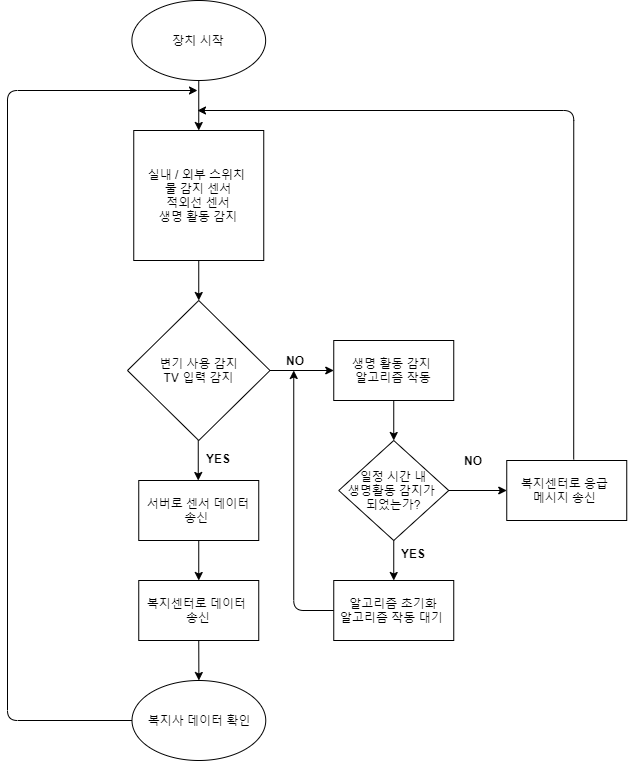 장치 시작
실내 / 외부 스위치
물 감지 센서
적외선 센서
생명 활동 감지
변기 사용 감지
TV 입력 감지
NO
생명 활동 감지
알고리즘 작동
YES
일정 시간 내
생명활동 감지가
되었는가?
NO
복지센터로 응급
메시지 송신
서버로 센서 데이터
송신
YES
복지센터로 데이터
송신
알고리즘 초기화
알고리즘 작동 대기
복지사 데이터 확인